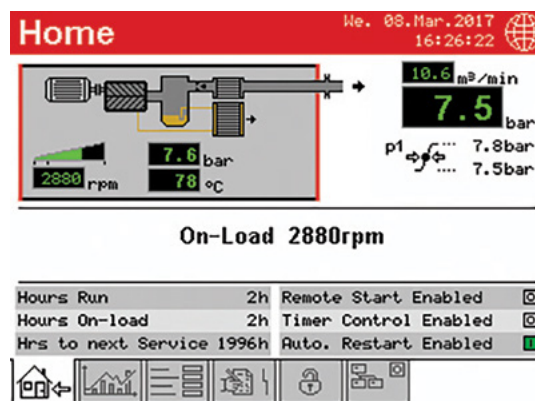 Home
We. 08.Mar.2017
16:26:22
10.6 m³/min
7.5 bar
p1 7.8bar
7.5bar
7.6 bar
2880 rpm
78 °C
On-Load 2880rpm
Hours Run 2h Remote Start Enabled
Hours On-load 2h Timer Control Enabled
Hrs to next Service 1996h Auto. Restart Enabled